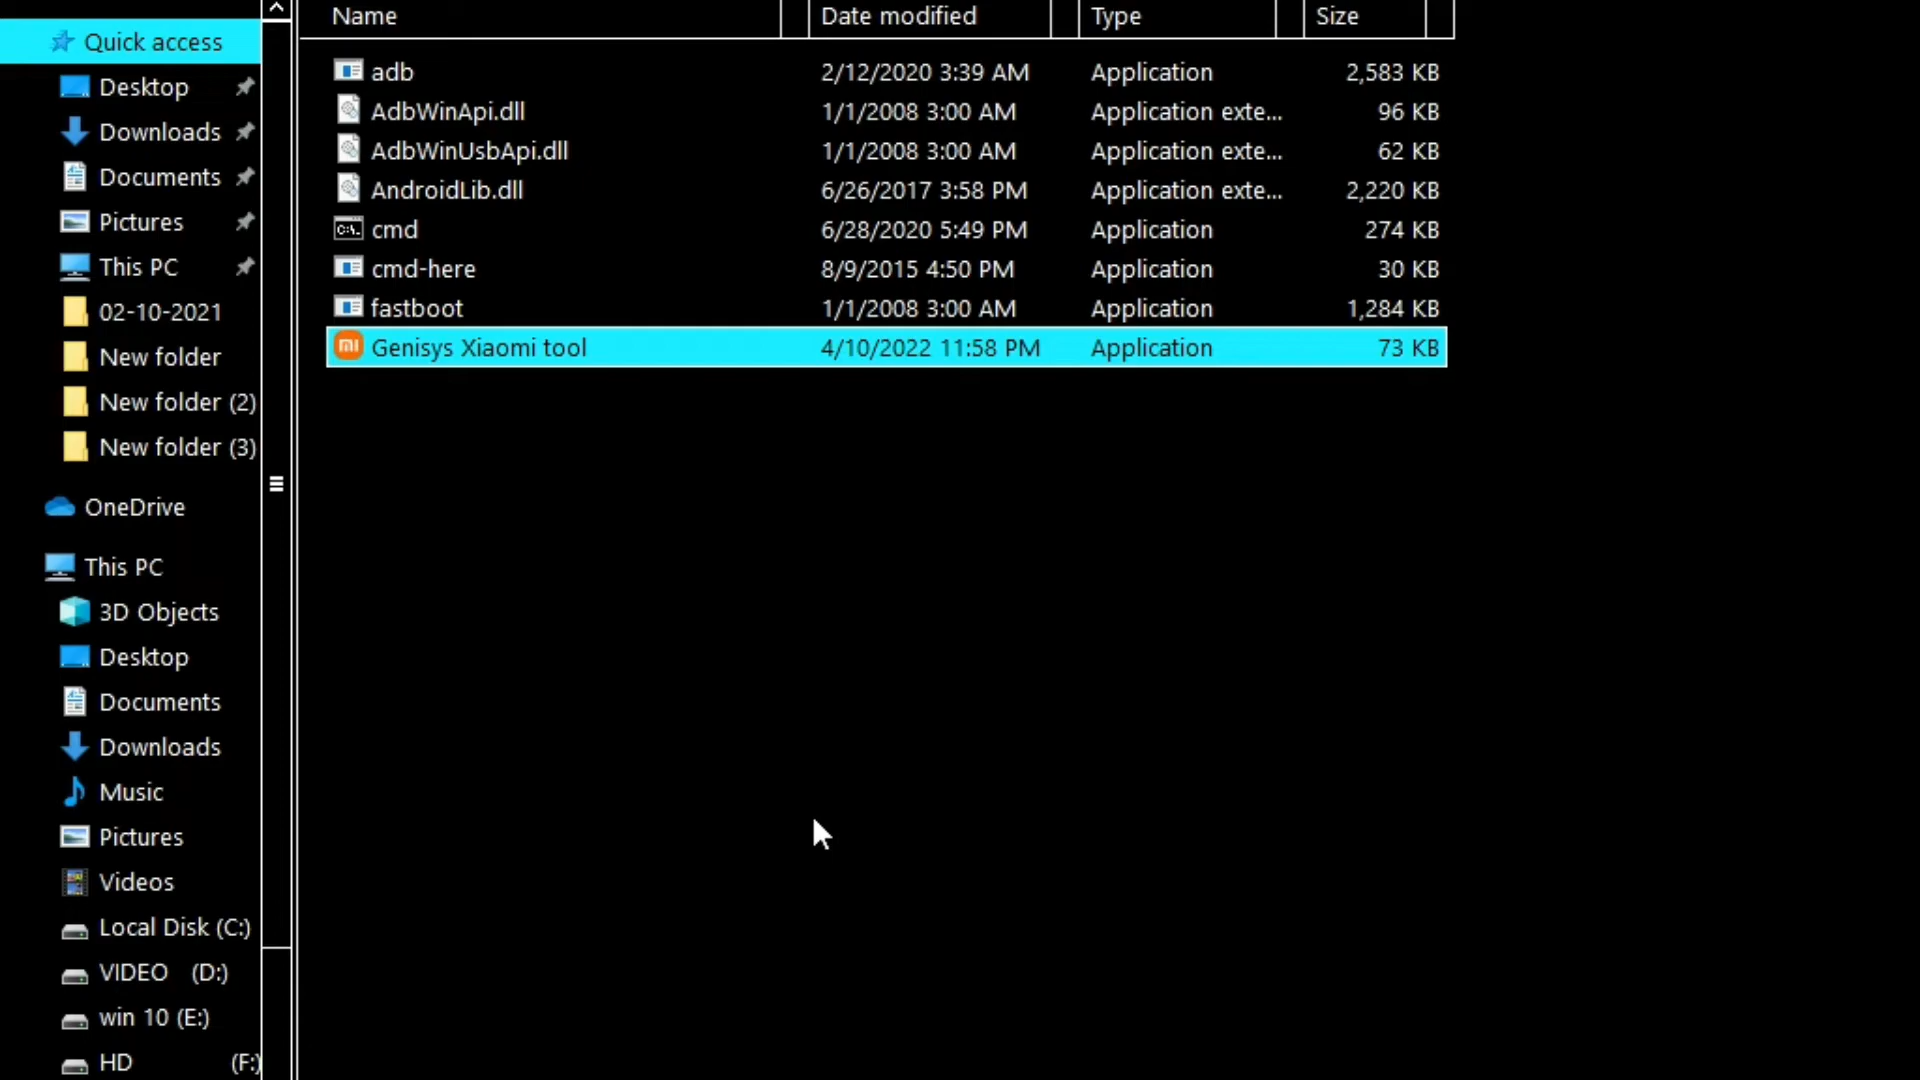 Quick access
Desktop
Downloads
Documents
Pictures
This PC
02-10-2021
New folder
New folder (2)
New folder (3)
OneDrive
This PC
3D Objects
Desktop
Documents
Downloads
Music
Pictures
Videos
Local Disk (C:)
VIDEO (D:)
win 10 (E:)
HD (F:)
Name Date modified Type Size
adb 2/12/2020 3:39 AM Application 2,583 KB
AdbWinApi.dll 1/1/2008 3:00 AM Application exte... 96 KB
AdbWinUsbApi.dll 1/1/2008 3:00 AM Application exte... 62 KB
AndroidLib.dll 6/26/2017 3:58 PM Application exte... 2,220 KB
cmd 6/28/2020 5:49 PM Application 274 KB
cmd-here 8/9/2015 4:50 PM Application 30 KB
fastboot 1/1/2008 3:00 AM Application 1,284 KB
Genisys Xiaomi tool 4/10/2022 11:58 PM Application 73 KB